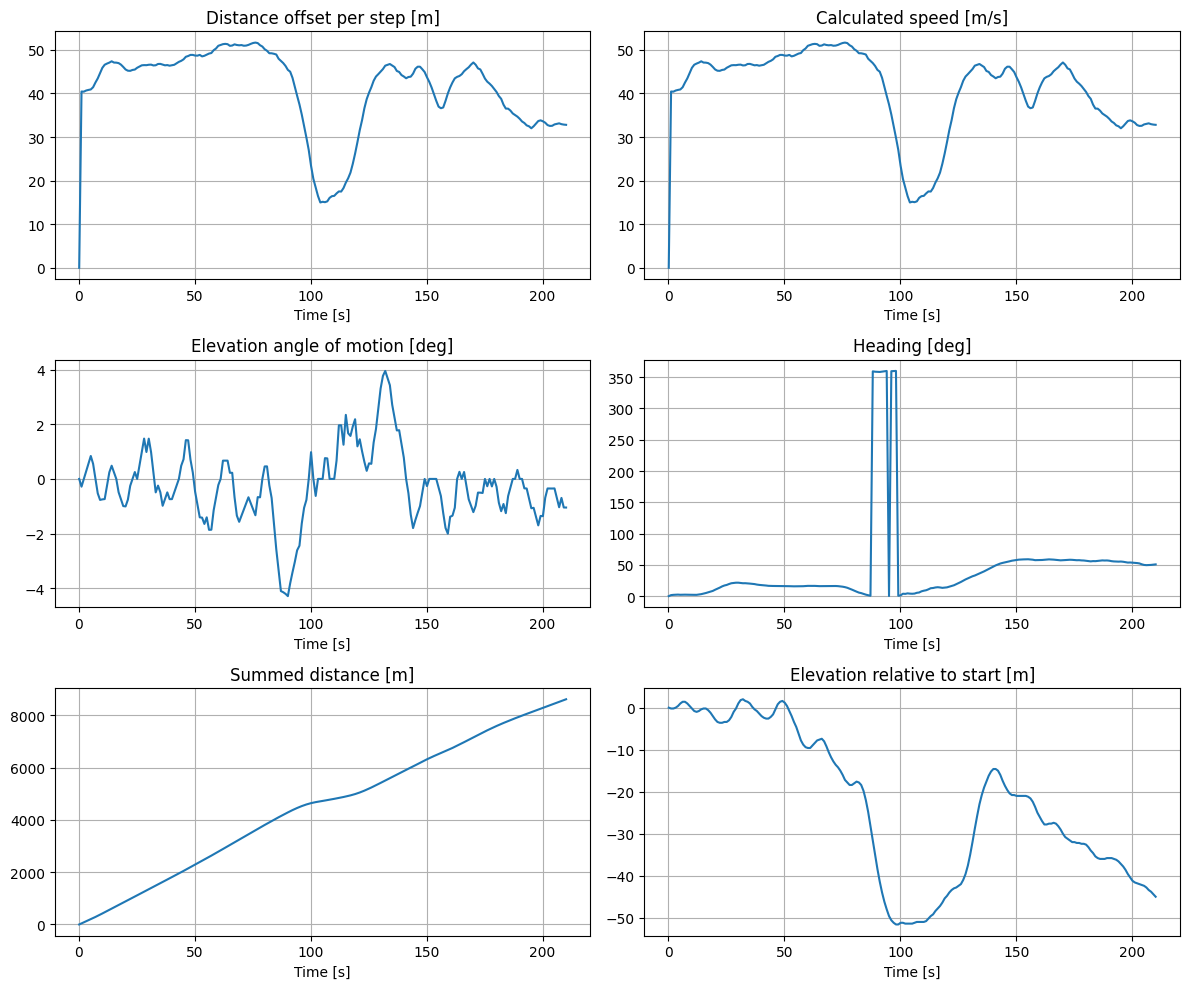 Distance offset per step [m]
50
40
30
20
10
0
0 50 100 150 200
Time [s]
Calculated speed [m/s]
50
40
30
20
10
0
0 50 100 150 200
Time [s]
Elevation angle of motion [deg]
4
2
0
−2
−4
0 50 100 150 200
Time [s]
Heading [deg]
350
300
250
200
150
100
50
0
0 50 100 150 200
Time [s]
Summed distance [m]
8000
6000
4000
2000
0
0 50 100 150 200
Time [s]
Elevation relative to start [m]
0
−10
−20
−30
−40
−50
0 50 100 150 200
Time [s]